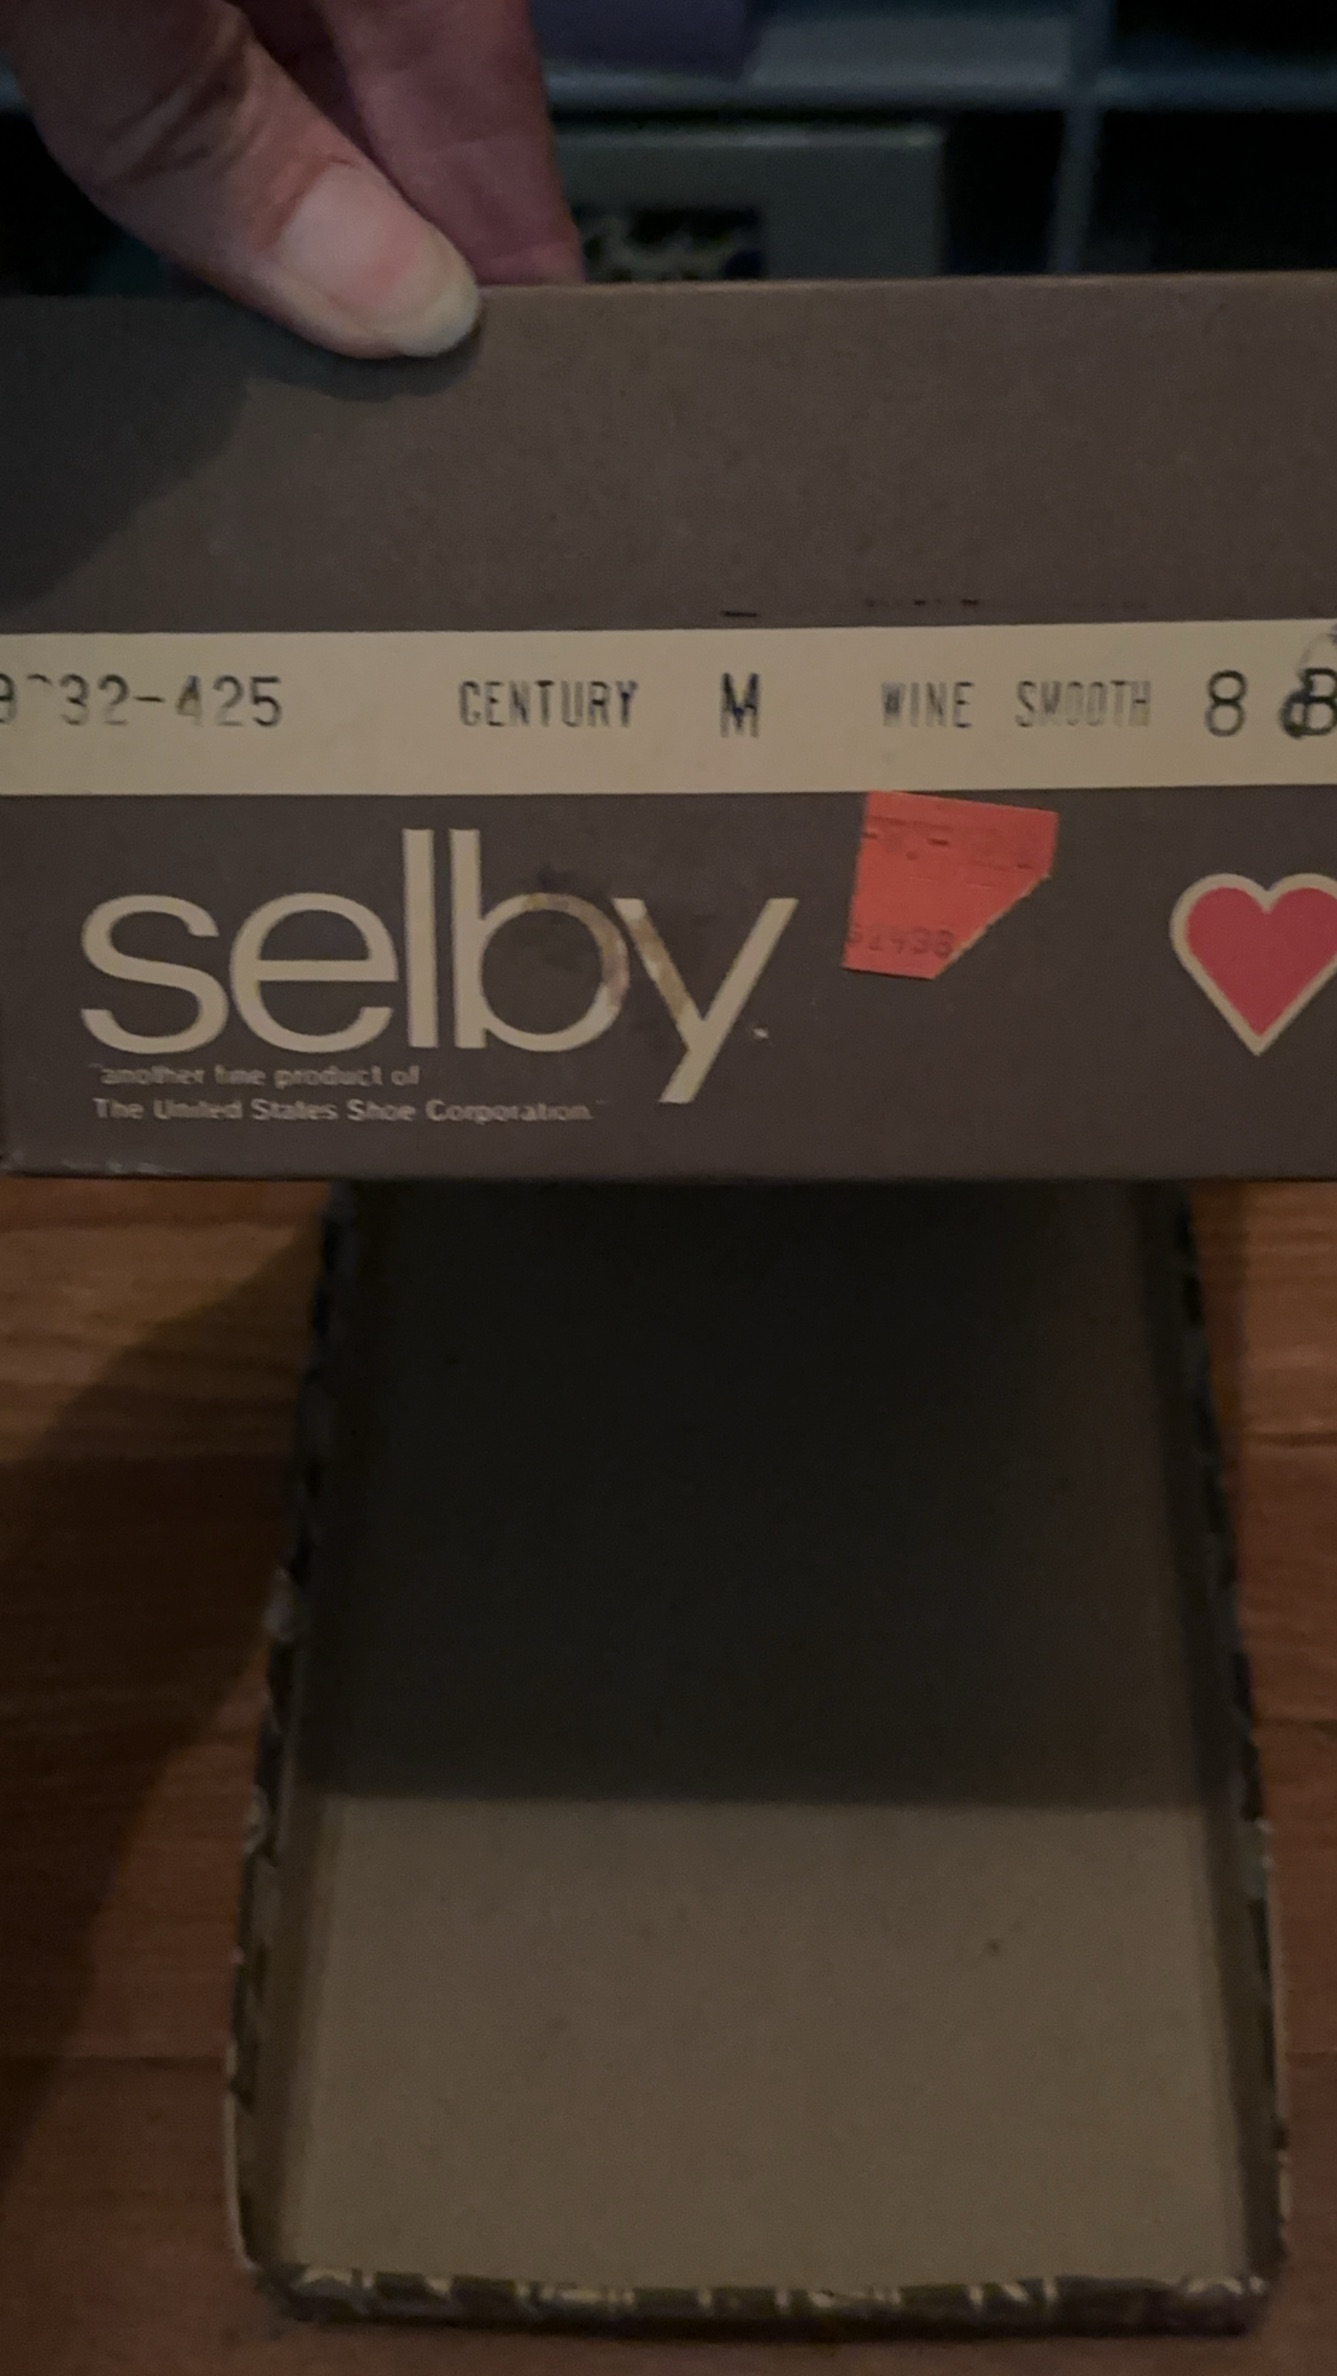 32-425 CENTURY M WINE SMOOTH 8 B
selby
"another fine product of
The United States Shoe Corporation."